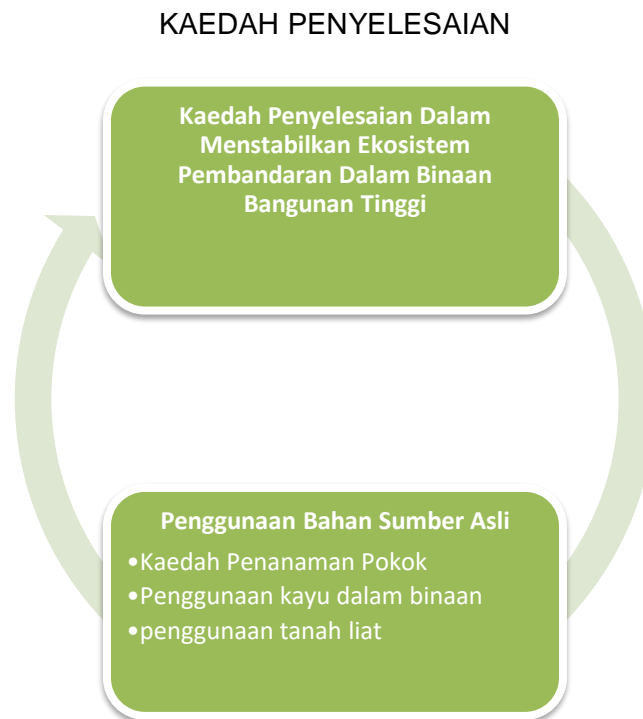 KAEDAH PENYELESAIAN
Kaedah Penyelesaian Dalam
Menstabilkan Ekosistem
Pembandaran Dalam Binaan
Bangunan Tinggi
Penggunaan Bahan Sumber Asli
•Kaedah Penanaman Pokok
•Penggunaan kayu dalam binaan
•penggunaan tanah liat